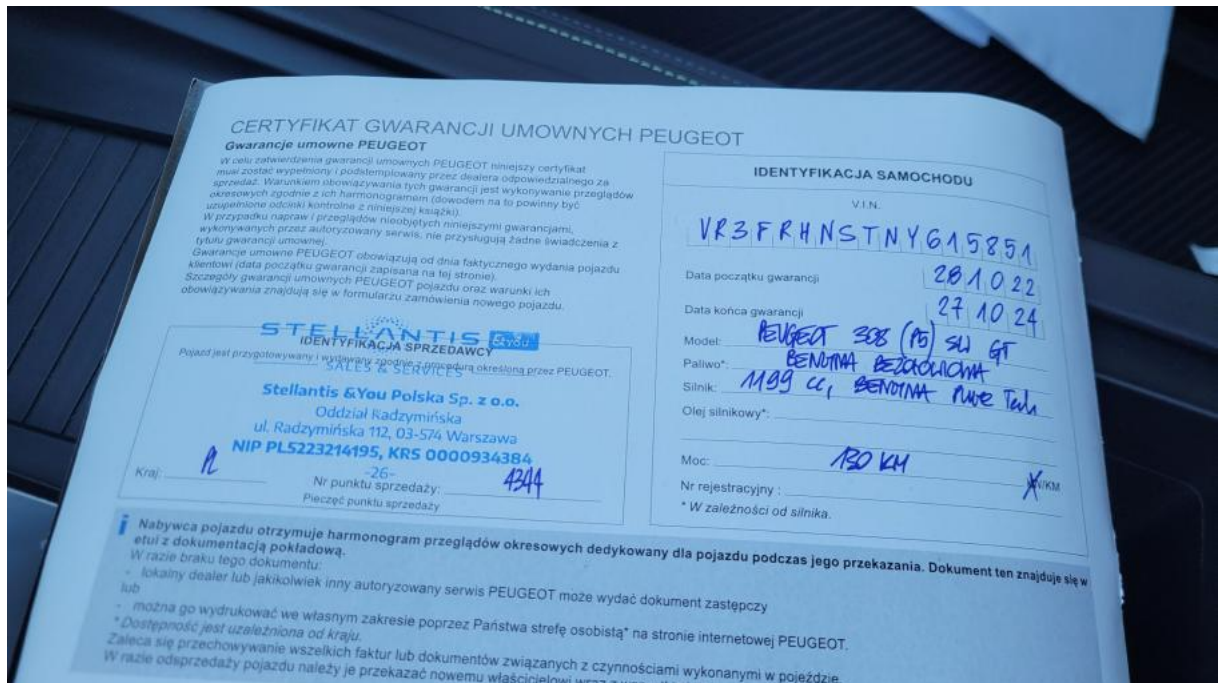 CERTYFIKAT GWARANCJI UMOWNYCH PEUGEOT
Gwarancje umowne PEUGEOT
W celu zatwierdzenia gwarancji umownych PEUGEOT niniejszy certyfikat
musi zostać wypełniony i podstemplowany przez dealera odpowiedzialnego za
sprzedaż. Warunkiem obowiązywania tych gwarancji jest wykonywanie przeglądów
okresowych zgodnie z ich harmonogramem (dowodem na to powinny być
uzupełnione odcinki kontrolne z niniejszej książki).
W przypadku napraw i przeglądów nieobjętych niniejszymi gwarancjami,
wykonywanych przez autoryzowany serwis, nie przysługują żadne świadczenia z
tytułu gwarancji umownej.
Gwarancje umowne PEUGEOT obowiązują od dnia faktycznego wydania pojazdu
klientowi (data początku gwarancji zapisana na tej stronie).
Szczegóły gwarancji umownych PEUGEOT pojazdu oraz warunki ich
obowiązywania znajdują się w formularzu zamówienia nowego pojazdu.
STELLANTIS &You
IDENTYFIKACJA SPRZEDAWCY
Pojazd jest przygotowywany i wydawany zgodnie z procedurą określoną przez PEUGEOT.
SALES & SERVICES
Stellantis &You Polska Sp. z o.o.
Oddział Radzymińska
ul. Radzymińska 112, 03-574 Warszawa
NIP PL5223214195, KRS 0000934384
-26-
Kraj: PL Nr punktu sprzedaży: 4344
Pieczęć punktu sprzedaży
IDENTYFIKACJA SAMOCHODU
V.I.N.
VR3FRHNSTNY615851
Data początku gwarancji 28 10 22
Data końca gwarancji 27 10 24
Model: PEUGEOT 308 (P5) SW GT
Paliwo*: BENZYNA BEZOŁOWIOWA
Silnik: 1199 cc, BENZYNA Pure Tech
Olej silnikowy*:
Moc: 130 KM kW/KM
Nr rejestracyjny :
* W zależności od silnika.
i Nabywca pojazdu otrzymuje harmonogram przeglądów okresowych dedykowany dla pojazdu podczas jego przekazania. Dokument ten znajduje się w
etui z dokumentacją pokładową.
W razie braku tego dokumentu:
- lokalny dealer lub jakikolwiek inny autoryzowany serwis PEUGEOT może wydać dokument zastępczy
lub
- można go wydrukować we własnym zakresie poprzez Państwa strefę osobistą* na stronie internetowej PEUGEOT.
* Dostępność jest uzależniona od kraju.
Zaleca się przechowywanie wszelkich faktur lub dokumentów związanych z czynnościami wykonanymi w pojeździe.
W razie odsprzedaży pojazdu należy je przekazać nowemu właścicielowi wraz z